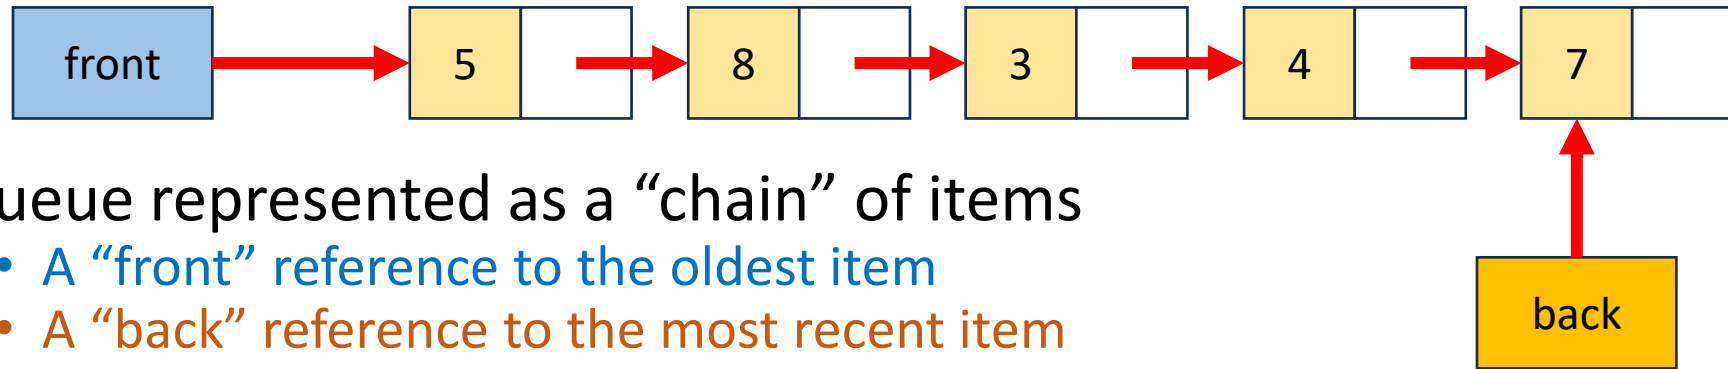 front 5 8 3 4 7
ueue represented as a “chain” of items
• A “front” reference to the oldest item
• A “back” reference to the most recent item
back